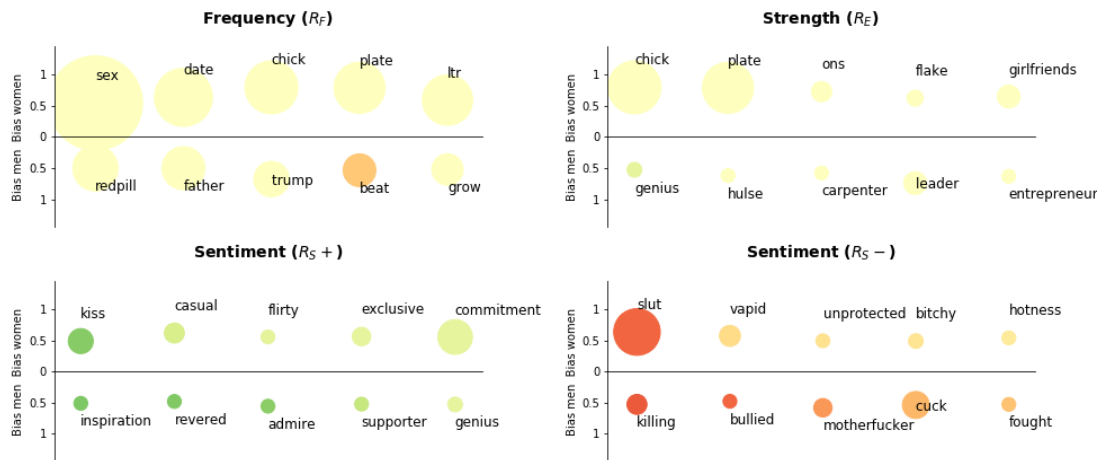 Frequency (R_F)
Bias men Bias women
1
0.5
0
0.5
1
sex
date
chick
plate
ltr
redpill
father
trump
beat
grow
Strength (R_E)
Bias men Bias women
1
0.5
0
0.5
1
chick
plate
ons
flake
girlfriends
genius
hulse
carpenter
leader
entrepreneur
Sentiment (R_S +)
Bias men Bias women
1
0.5
0
0.5
1
kiss
casual
flirty
exclusive
commitment
inspiration
revered
admire
supporter
genius
Sentiment (R_S −)
Bias men Bias women
1
0.5
0
0.5
1
slut
vapid
unprotected
bitchy
hotness
killing
bullied
motherfucker
cuck
fought